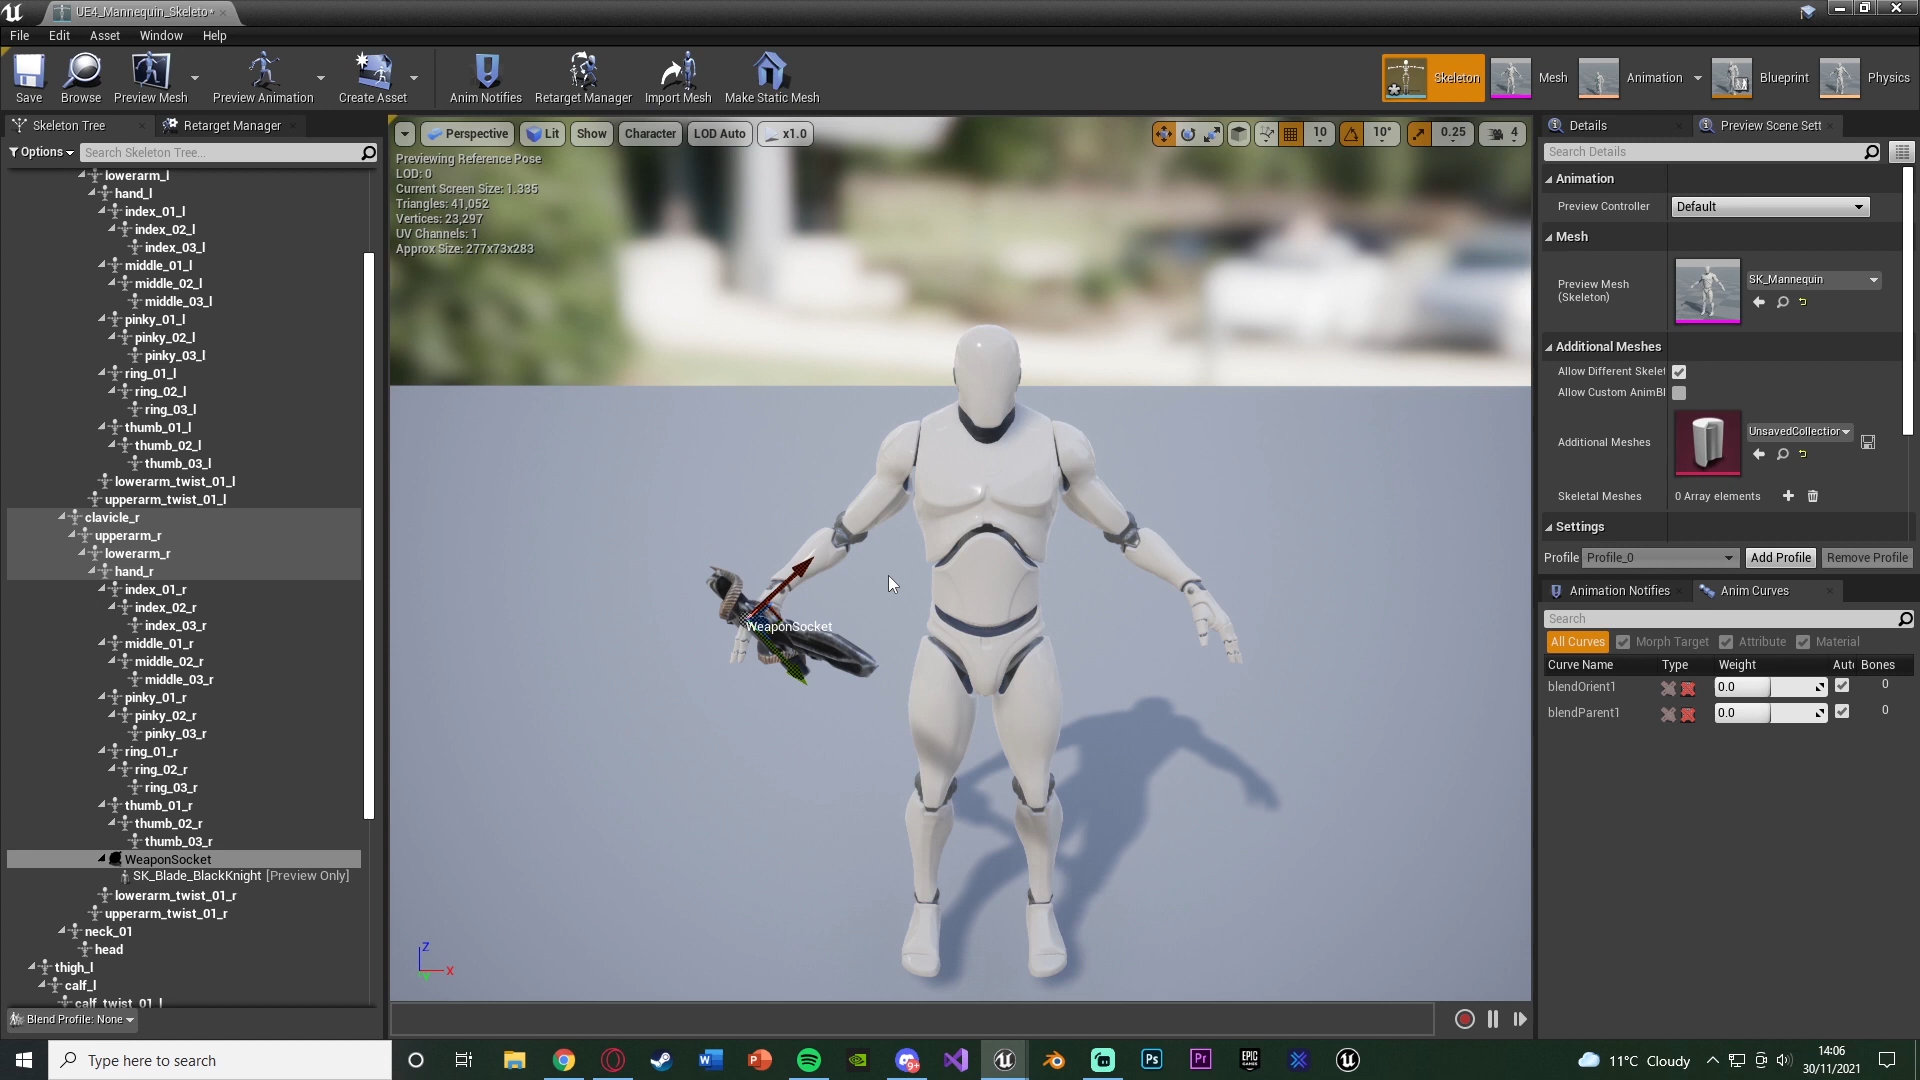 UE4_Mannequin_Skeleto*
File Edit Asset Window Help
Save Browse Preview Mesh Preview Animation Create Asset Anim Notifies Retarget Manager Import Mesh Make Static Mesh
Skeleton Mesh Animation Blueprint Physics
Skeleton Tree Retarget Manager
Options Search Skeleton Tree...
lowerarm_l
hand_l
index_01_l
index_02_l
index_03_l
middle_01_l
middle_02_l
middle_03_l
pinky_01_l
pinky_02_l
pinky_03_l
ring_01_l
ring_02_l
ring_03_l
thumb_01_l
thumb_02_l
thumb_03_l
lowerarm_twist_01_l
upperarm_twist_01_l
clavicle_r
upperarm_r
lowerarm_r
hand_r
index_01_r
index_02_r
index_03_r
middle_01_r
middle_02_r
middle_03_r
pinky_01_r
pinky_02_r
pinky_03_r
ring_01_r
ring_02_r
ring_03_r
thumb_01_r
thumb_02_r
thumb_03_r
WeaponSocket
SK_Blade_BlackKnight [Preview Only]
lowerarm_twist_01_r
upperarm_twist_01_r
neck_01
head
thigh_l
calf_l
calf_twist_01_l
Blend Profile: None
Perspective Lit Show Character LOD Auto x1.0
10 10° 0.25 4
Previewing Reference Pose
LOD: 0
Current Screen Size: 1.335
Triangles: 41,052
Vertices: 23,297
UV Channels: 1
Approx Size: 277x73x283
WeaponSocket
Z
X
Y
Details Preview Scene Sett
Search Details
Animation
Preview Controller Default
Mesh
Preview Mesh (Skeleton) SK_Mannequin
Additional Meshes
Allow Different Skelet
Allow Custom AnimBl
Additional Meshes UnsavedCollection
Skeletal Meshes 0 Array elements
Settings
Profile Profile_0 Add Profile Remove Profile
Animation Notifies Anim Curves
Search
All Curves Morph Target Attribute Material
Curve Name Type Weight Aut Bones
blendOrient1 0.0 0
blendParent1 0.0 0
Type here to search
9+
Ps
Pr
EPIC GAMES
11°C Cloudy
14:06
30/11/2021